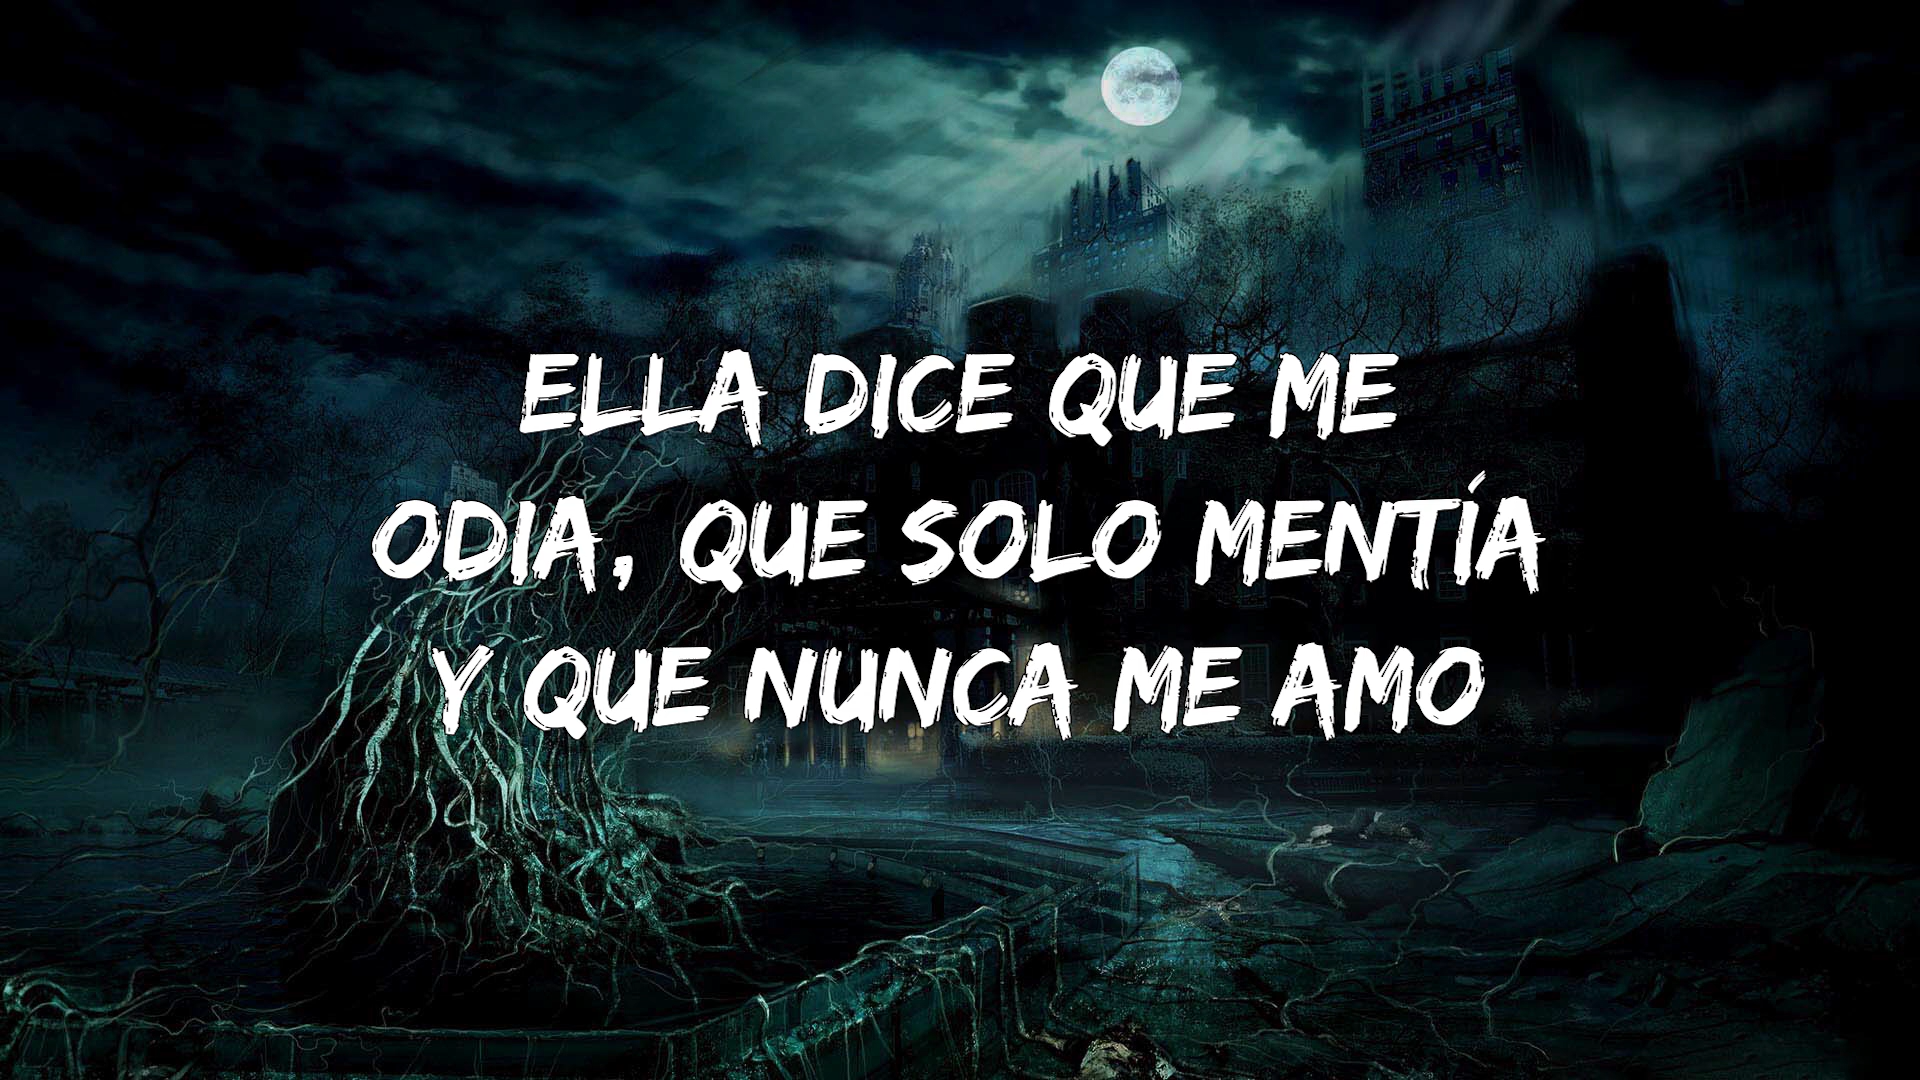 ELLA DICE QUE ME
ODIA, QUE SOLO MENTÍA
Y QUE NUNCA ME AMO